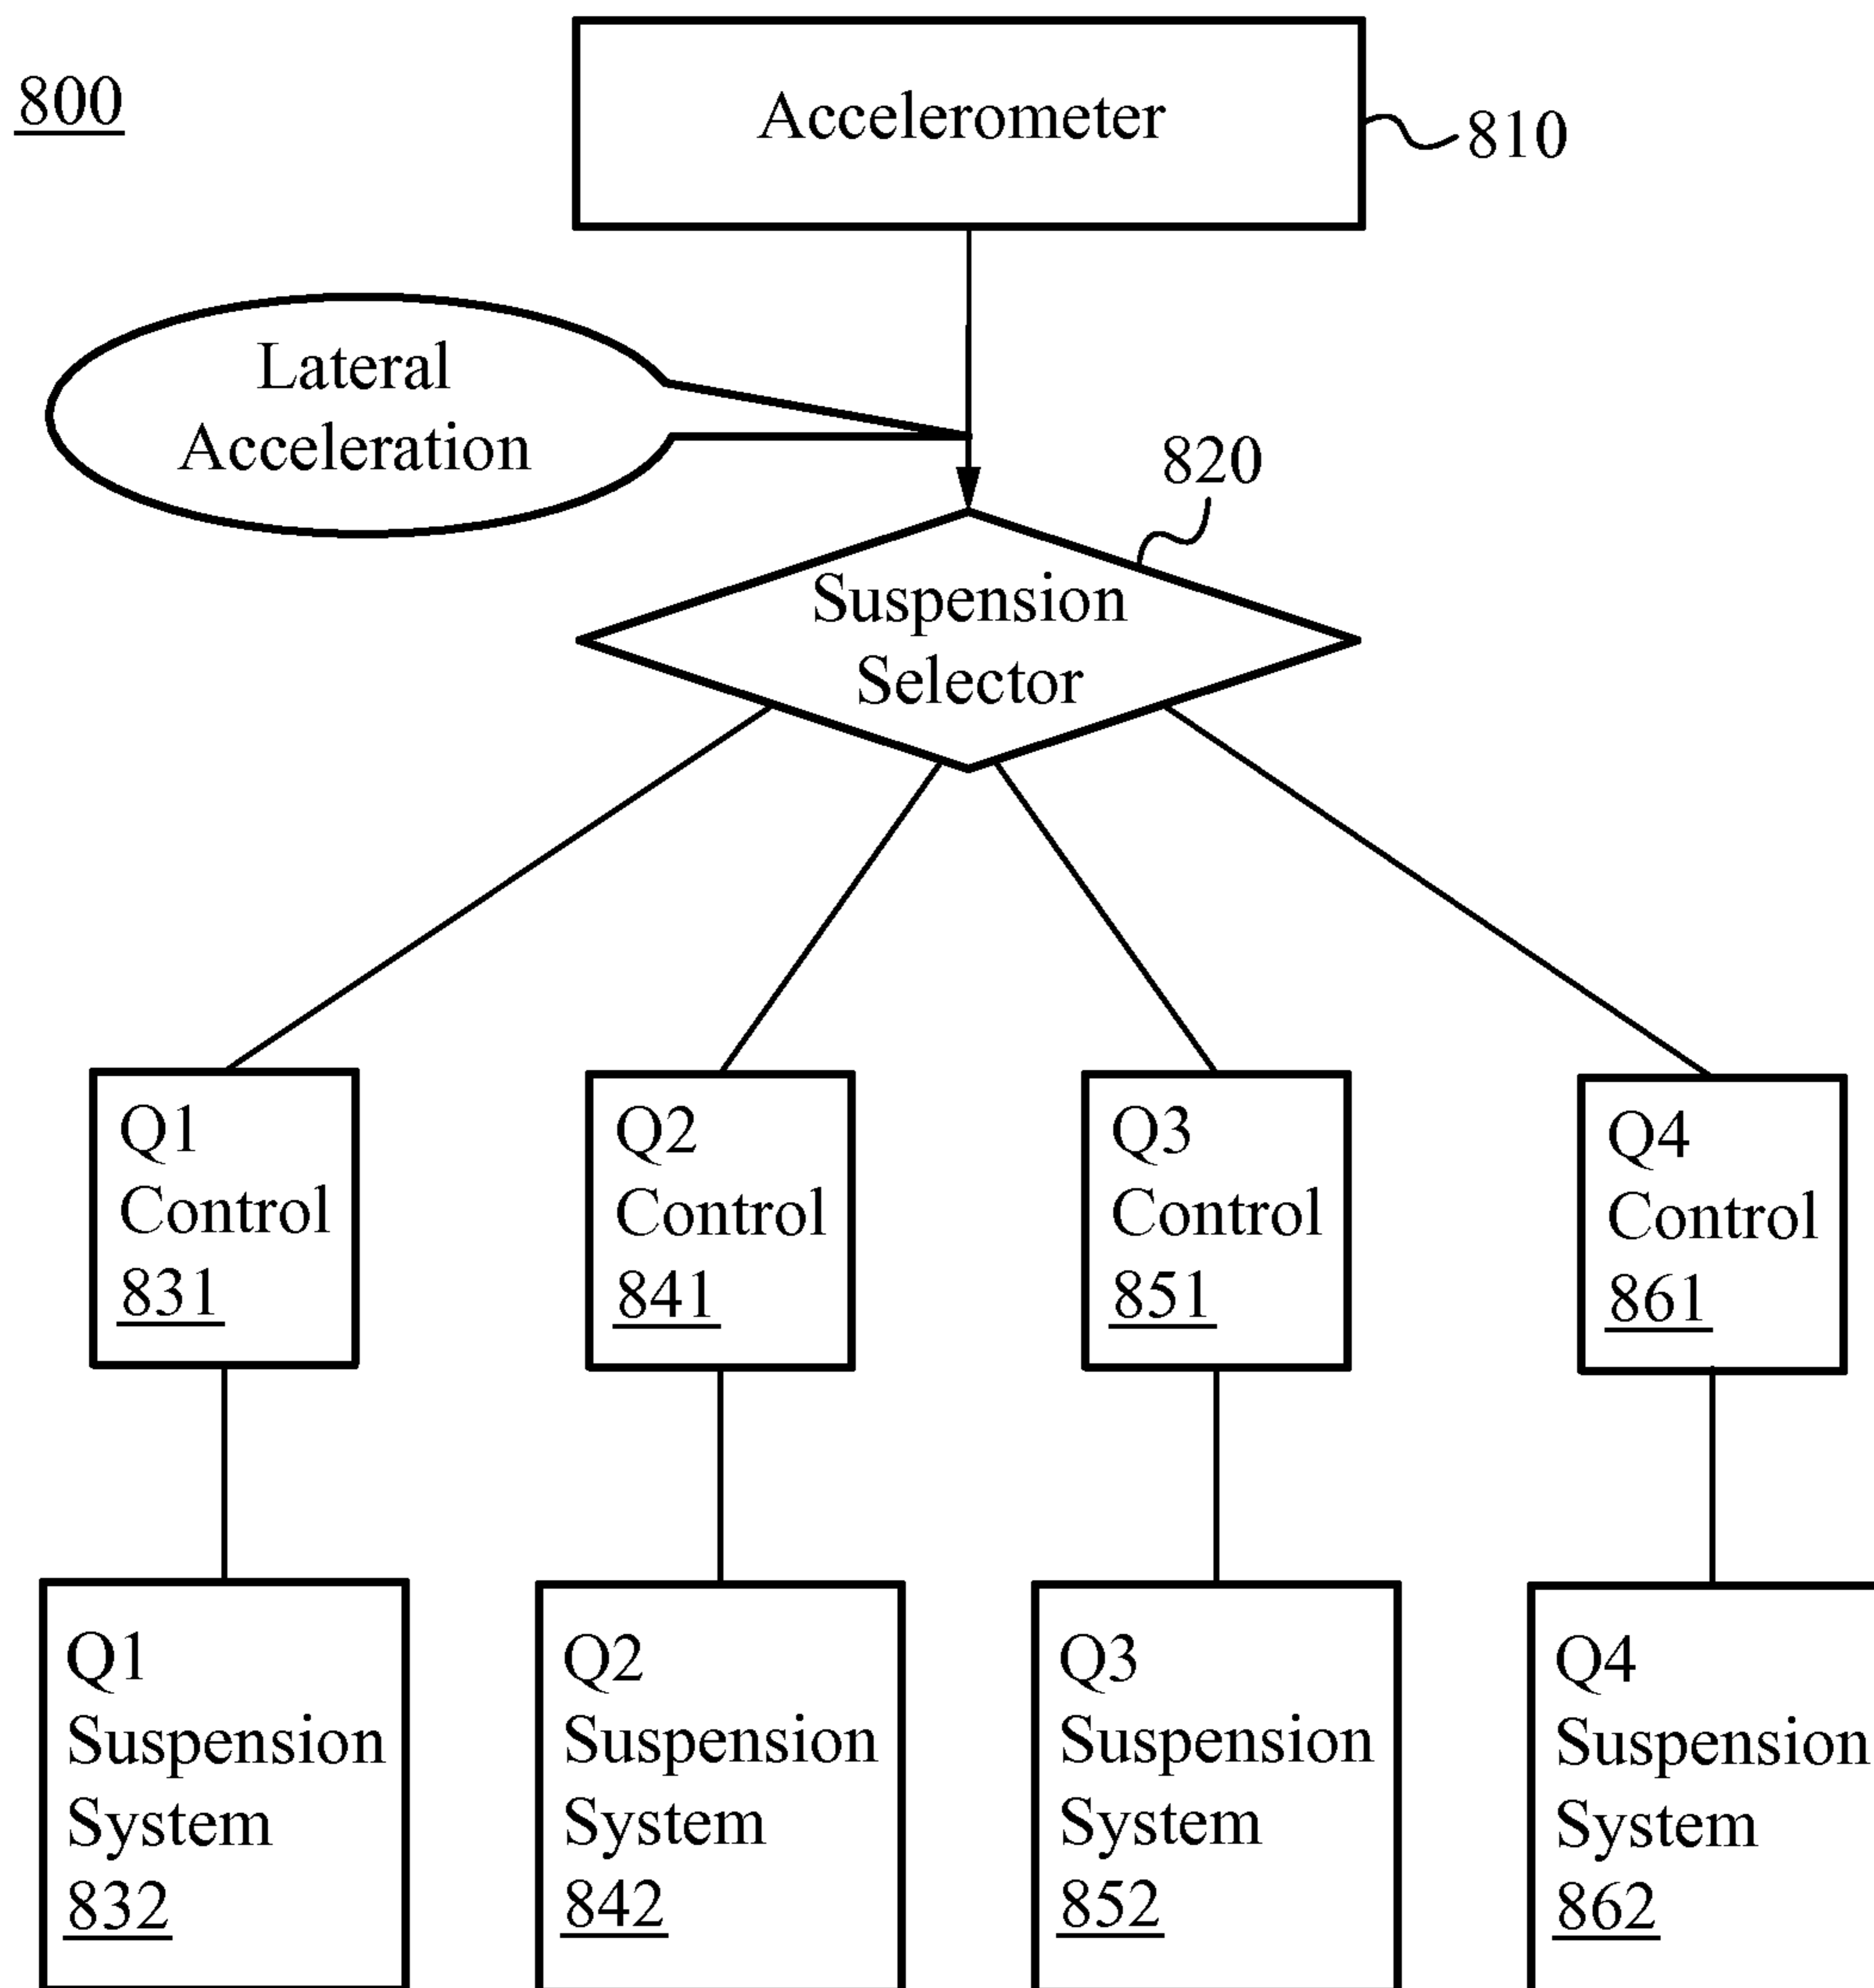 800
Accelerometer
810
Lateral
Acceleration
820
Suspension
Selector
Q1
Control
831
Q2
Control
841
Q3
Control
851
Q4
Control
861
Q1
Suspension
System
832
Q2
Suspension
System
842
Q3
Suspension
System
852
Q4
Suspension
System
862